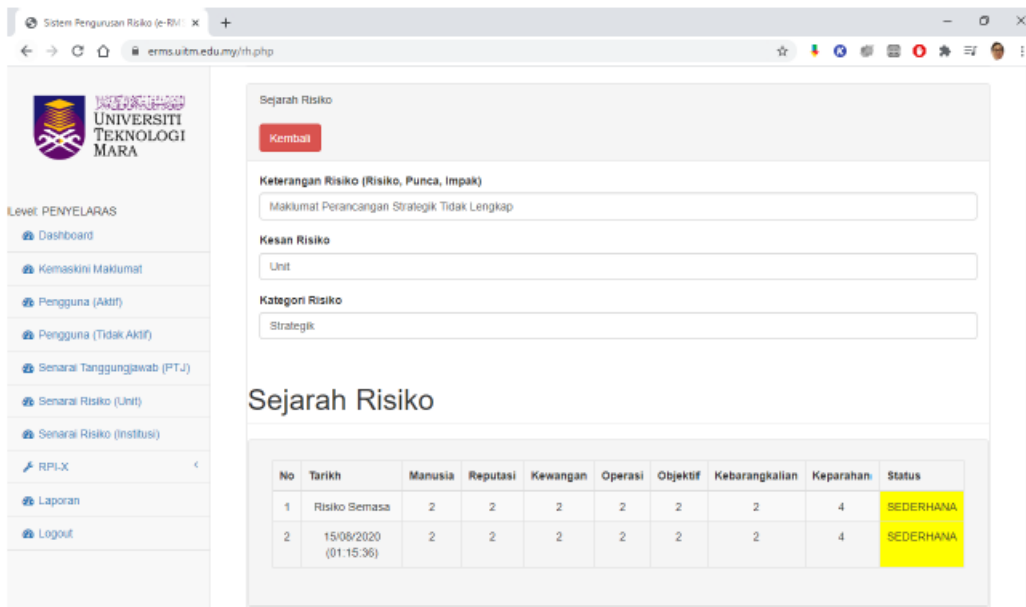 Sistem Pengurusan Risiko (e-RM
erms.uitm.edu.my/rh.php
UNIVERSITI
TEKNOLOGI
MARA
Level: PENYELARAS
Dashboard
Kemaskini Maklumat
Pengguna (Aktif)
Pengguna (Tidak Aktif)
Senarai Tanggungjawab (PTJ)
Senarai Risiko (Unit)
Senarai Risiko (Institusi)
RPI-X
Laporan
Logout
Sejarah Risiko
Kembali
Keterangan Risiko (Risiko, Punca, Impak)
Maklumat Perancangan Strategik Tidak Lengkap
Kesan Risiko
Unit
Kategori Risiko
Strategik
Sejarah Risiko
No Tarikh Manusia Reputasi Kewangan Operasi Objektif Kebarangkalian Keparahan Status
1 Risiko Semasa 2 2 2 2 2 2 4 SEDERHANA
2 15/08/2020 2 2 2 2 2 2 4 SEDERHANA
(01:15:36)